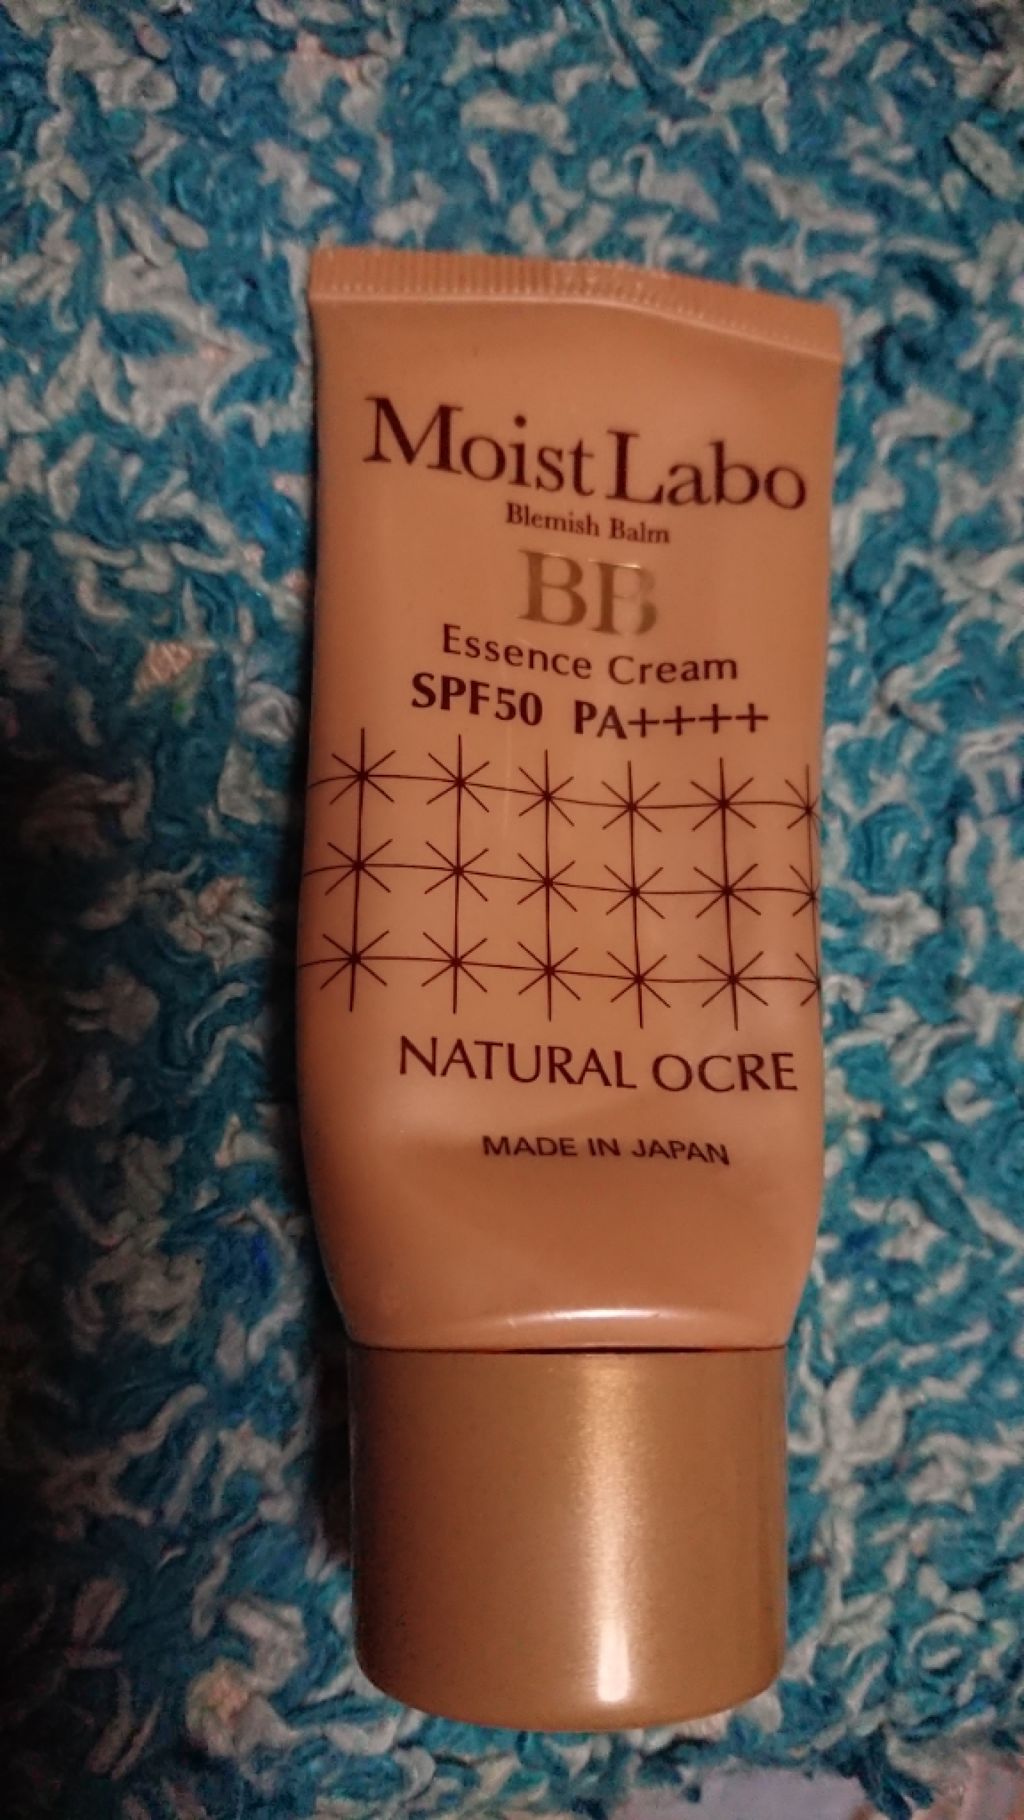 Moist Labo
Blemish Balm
BB
Essence Cream
SPF50 PA++++
NATURAL OCRE
MADE IN JAPAN